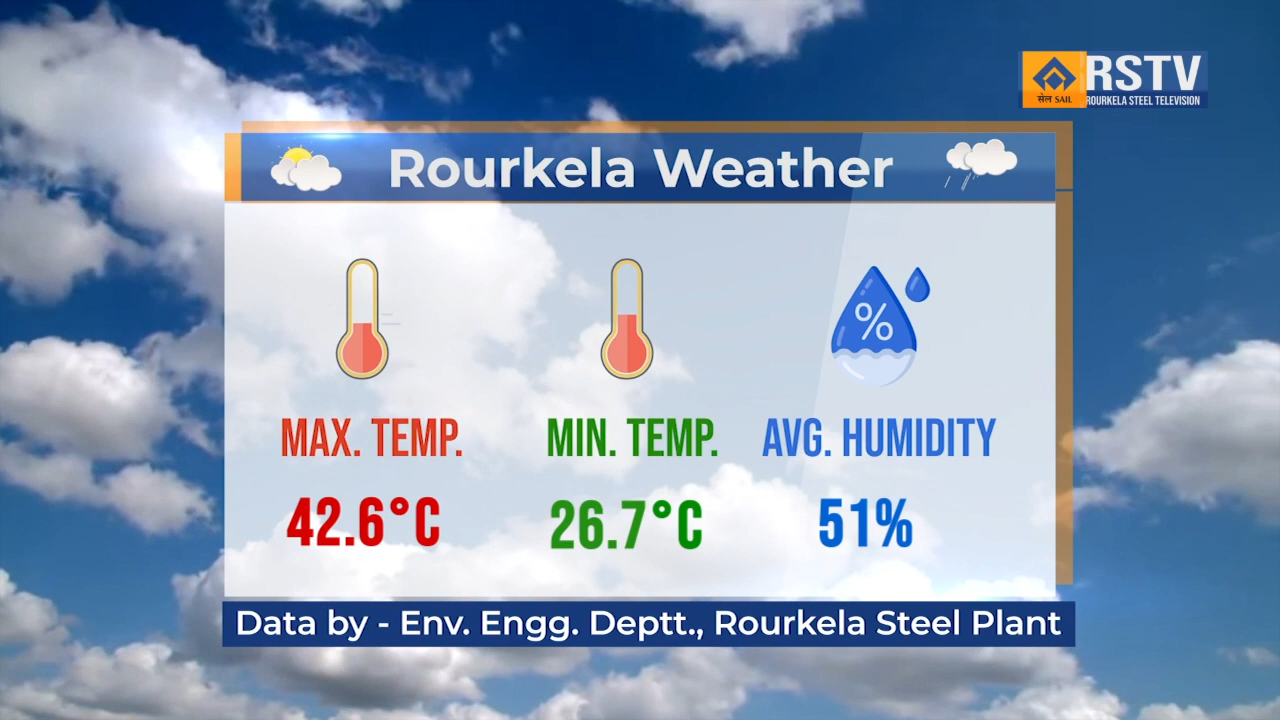 सेल SAIL
RSTV
ROURKELA STEEL TELEVISION
Rourkela Weather
%
MAX. TEMP.
MIN. TEMP.
AVG. HUMIDITY
42.6°C
26.7°C
51%
Data by - Env. Engg. Deptt., Rourkela Steel Plant